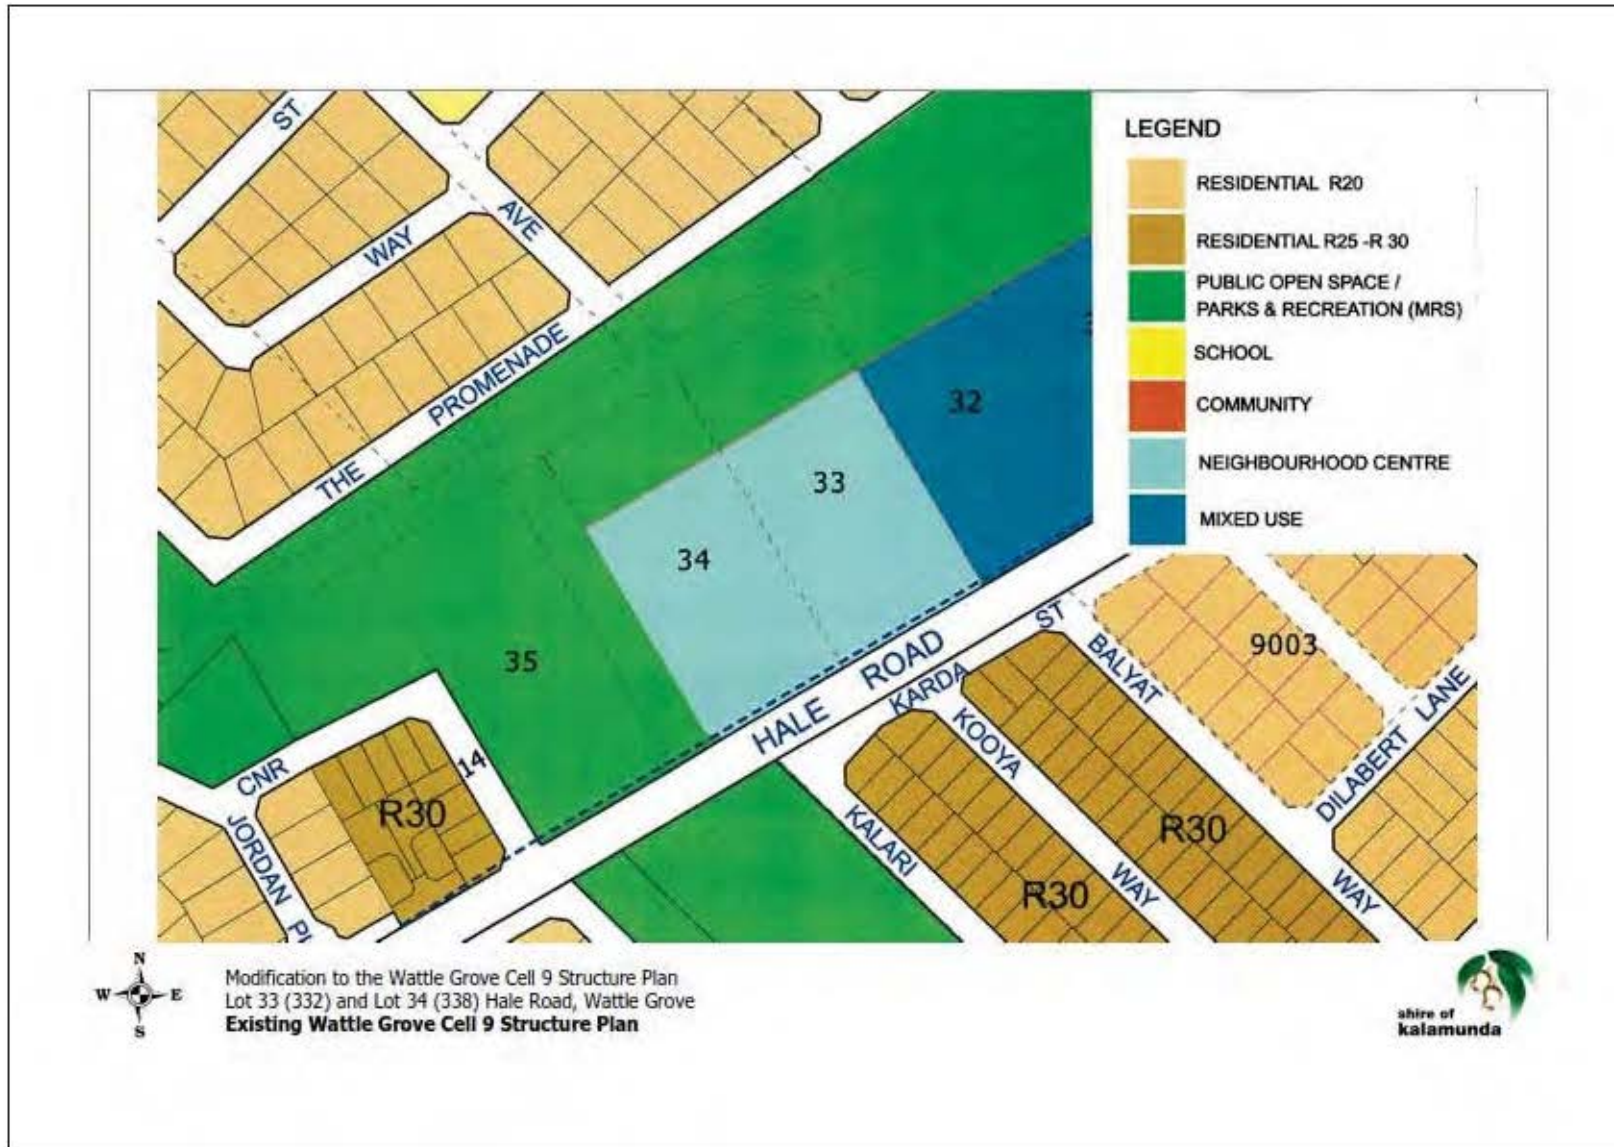 ST
WAY
AVE
THE
PROMENADE
LEGEND
RESIDENTIAL R20
RESIDENTIAL R25 -R 30
PUBLIC OPEN SPACE /
PARKS & RECREATION (MRS)
SCHOOL
COMMUNITY
NEIGHBOURHOOD CENTRE
MIXED USE
32
33
34
35
HALE ROAD
KARDA ST
BALYAT WAY
9003
DILABERT LANE
KOOYA WAY
KALARI
R30
R30
CNR
14
R30
JORDAN
N
W E
S
Modification to the Wattle Grove Cell 9 Structure Plan
Lot 33 (332) and Lot 34 (338) Hale Road, Wattle Grove
Existing Wattle Grove Cell 9 Structure Plan
shire of
kalamunda